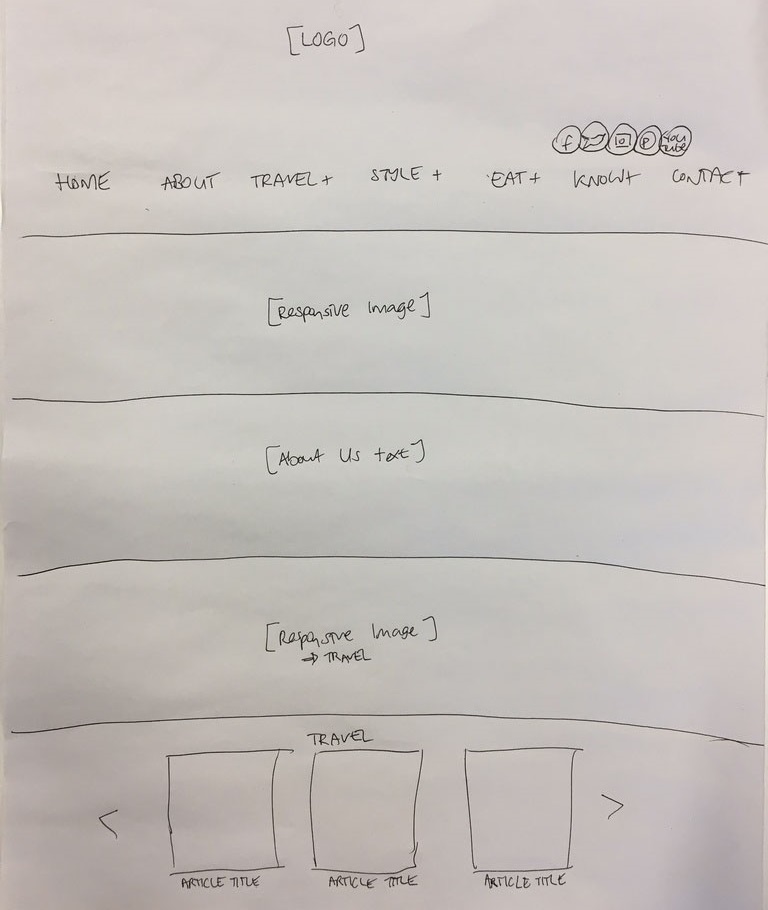 [LOGO]
f P You Tube
HOME ABOUT TRAVEL + STYLE + EAT + KNOW+ CONTACT
[Responsive Image]
[About Us text]
[Responsive Image]
⇒ TRAVEL
TRAVEL
< >
ARTICLE TITLE ARTICLE TITLE ARTICLE TITLE